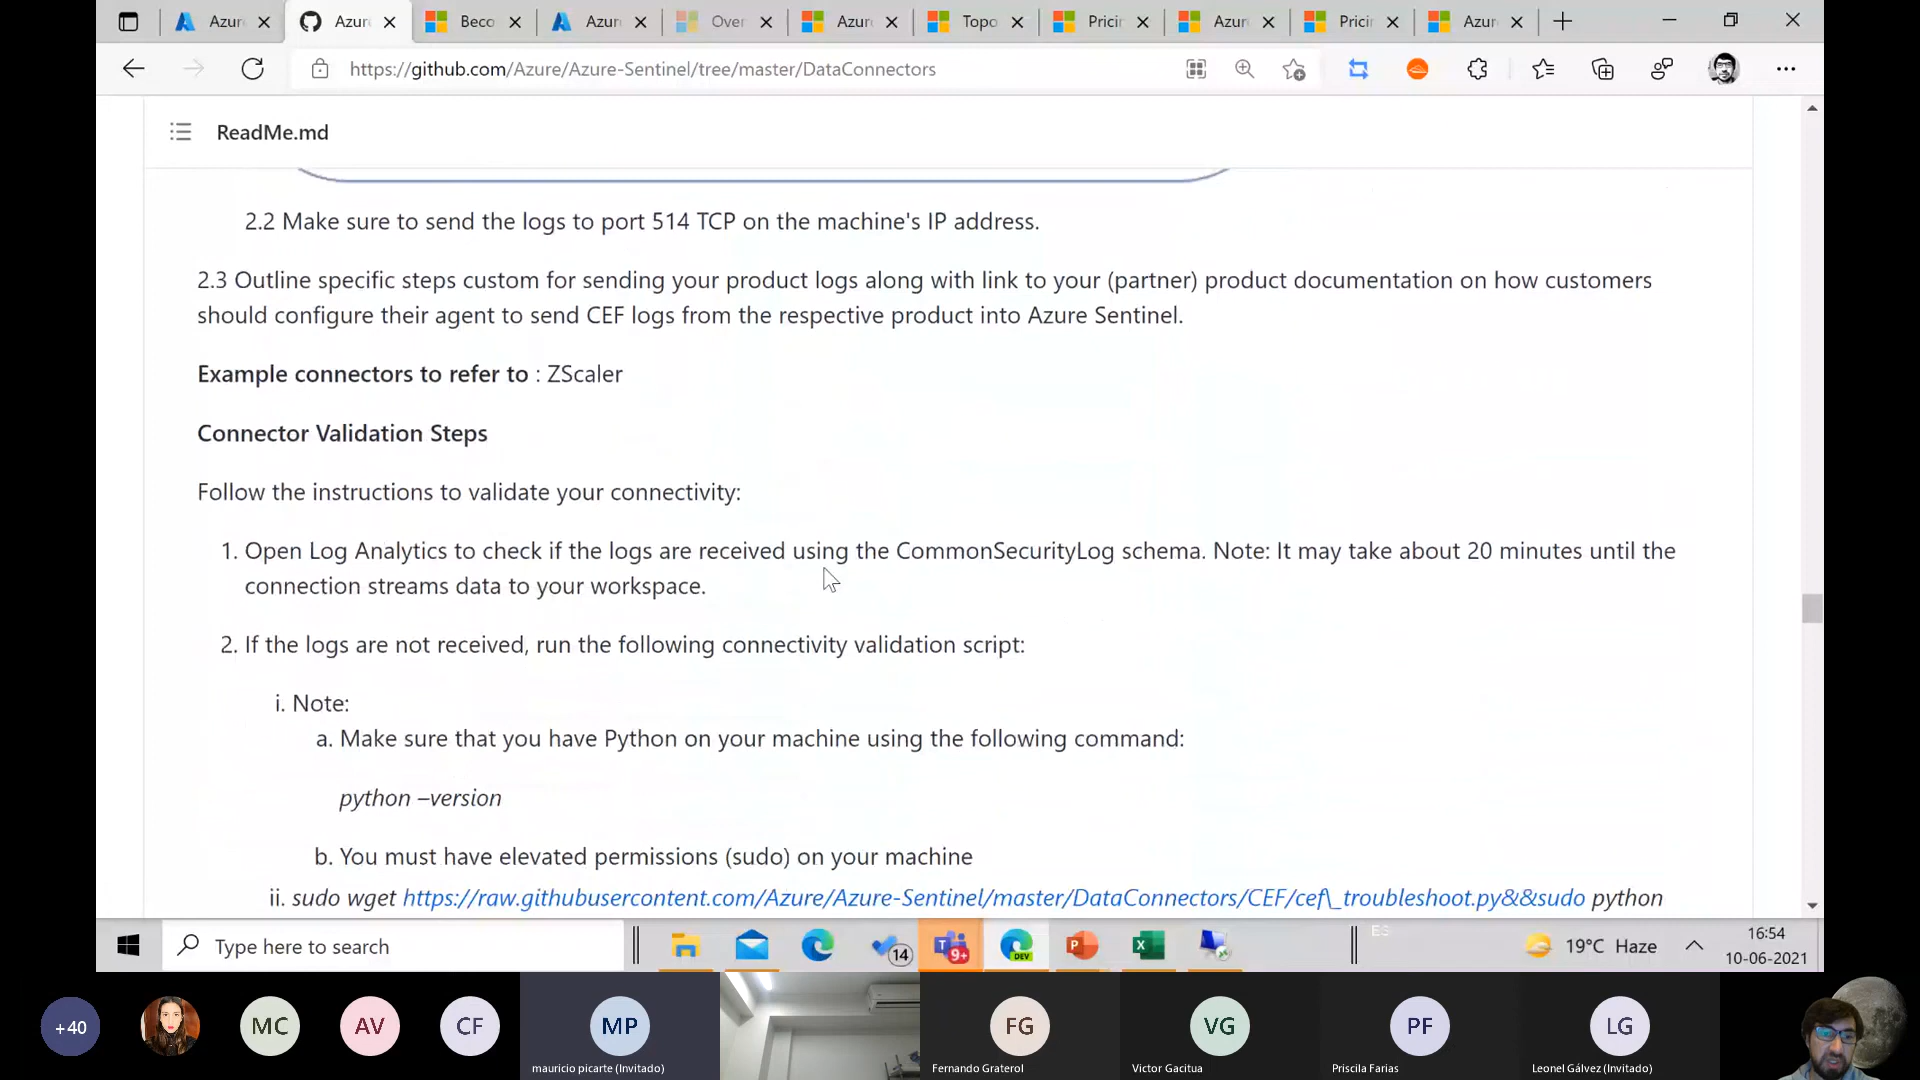 Azur
Azur
Beco
Azur
Over
Azur
Topo
Pricin
Azur
Pricin
Azur
https://github.com/Azure/Azure-Sentinel/tree/master/DataConnectors
ReadMe.md
2.2 Make sure to send the logs to port 514 TCP on the machine's IP address.
2.3 Outline specific steps custom for sending your product logs along with link to your (partner) product documentation on how customers
should configure their agent to send CEF logs from the respective product into Azure Sentinel.
Example connectors to refer to : ZScaler
Connector Validation Steps
Follow the instructions to validate your connectivity:
1. Open Log Analytics to check if the logs are received using the CommonSecurityLog schema. Note: It may take about 20 minutes until the
connection streams data to your workspace.
2. If the logs are not received, run the following connectivity validation script:
i. Note:
a. Make sure that you have Python on your machine using the following command:
python –version
b. You must have elevated permissions (sudo) on your machine
ii. sudo wget https://raw.githubusercontent.com/Azure/Azure-Sentinel/master/DataConnectors/CEF/cef\_troubleshoot.py&&sudo python
Type here to search
14
9+
DEV
ES
19°C Haze
16:54
10-06-2021
+40
MC
AV
CF
MP
mauricio picarte (Invitado)
FG
Fernando Graterol
VG
Victor Gacitua
PF
Priscila Farias
LG
Leonel Gálvez (Invitado)